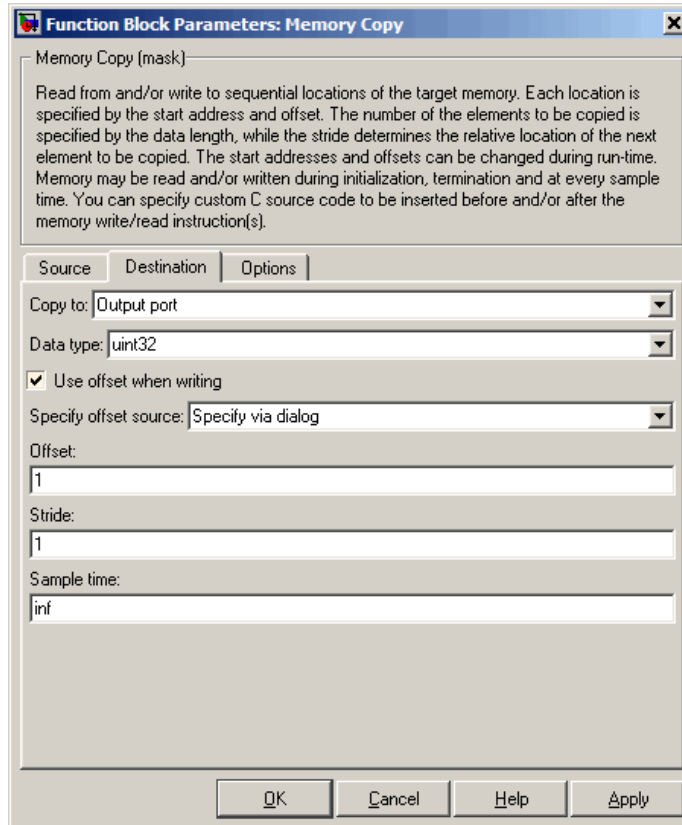 Function Block Parameters: Memory Copy
Memory Copy (mask)
Read from and/or write to sequential locations of the target memory. Each location is
specified by the start address and offset. The number of the elements to be copied is
specified by the data length, while the stride determines the relative location of the next
element to be copied. The start addresses and offsets can be changed during run-time.
Memory may be read and/or written during initialization, termination and at every sample
time. You can specify custom C source code to be inserted before and/or after the
memory write/read instruction(s).
Source Destination Options
Copy to: Output port
Data type: uint32
Use offset when writing
Specify offset source: Specify via dialog
Offset:
1
Stride:
1
Sample time:
inf
OK Cancel Help Apply